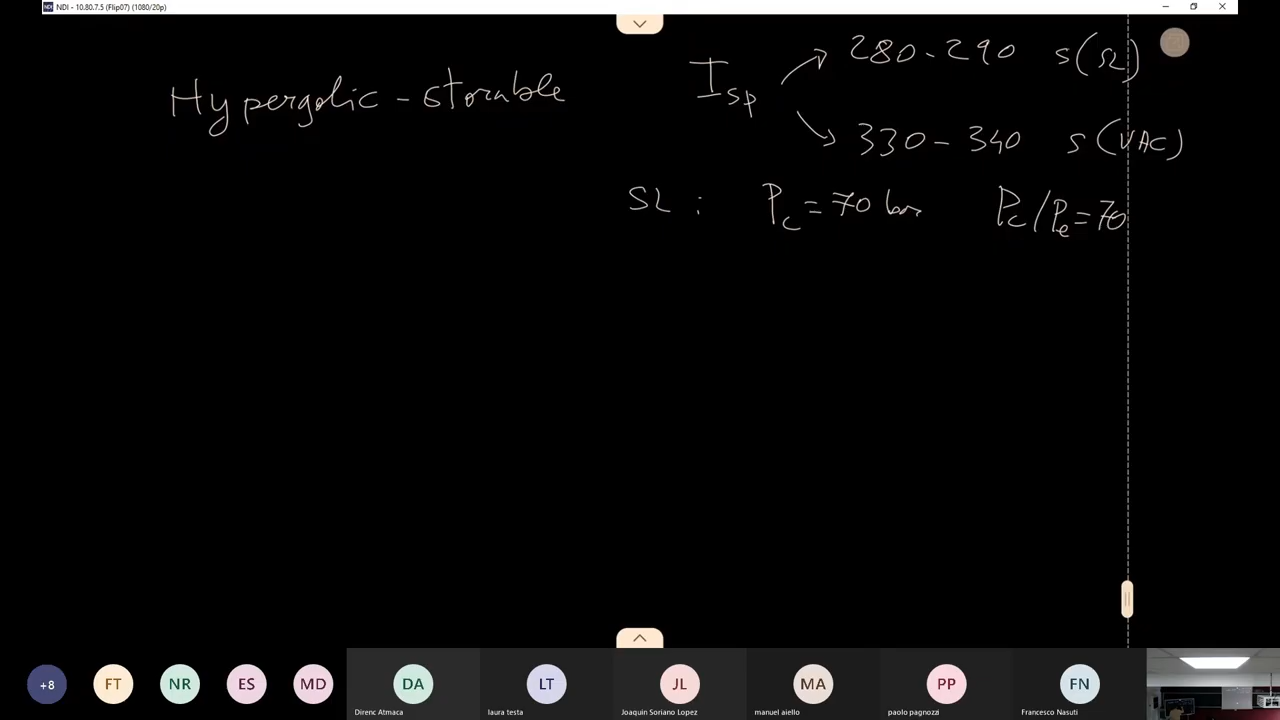 NDI - 10.80.7.5 (Flip07) (1080/20p)
Hypergolic - storable
Isp
280-290 s (SL)
330-340 s (VAC)
SL : Pc = 70 bar Pc/Pe = 70
+8 FT NR ES MD DA LT JL MA PP FN
Direnc Atmaca laura testa Joaquin Soriano Lopez manuel aiello paolo pagnozzi Francesco Nasuti